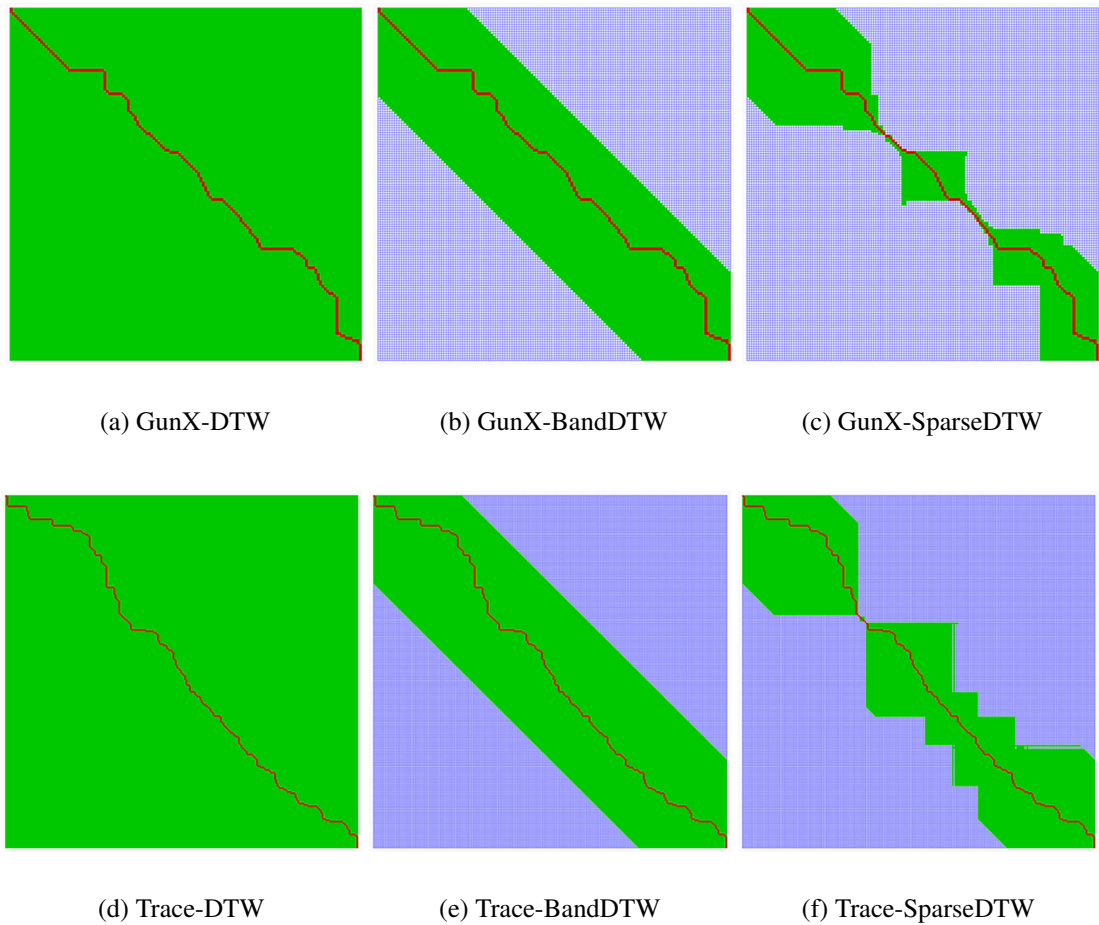 (a) GunX-DTW
(b) GunX-BandDTW
(c) GunX-SparseDTW
(d) Trace-DTW
(e) Trace-BandDTW
(f) Trace-SparseDTW